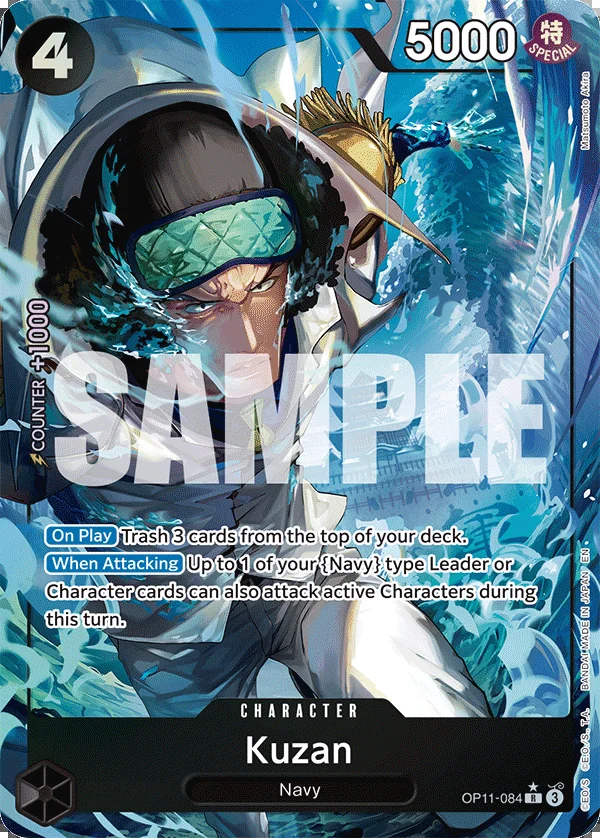 4
5000
特
SPECIAL
Matsumoto Akira
COUNTER +1000
SAMPLE
On Play Trash 3 cards from the top of your deck.
When Attacking Up to 1 of your {Navy} type Leader or
Character cards can also attack active Characters during
this turn.
CHARACTER
Kuzan
Navy
OP11-084 R 3
©E.O/S ©E.O./S.,T.A. BANDAI MADE IN JAPAN EN